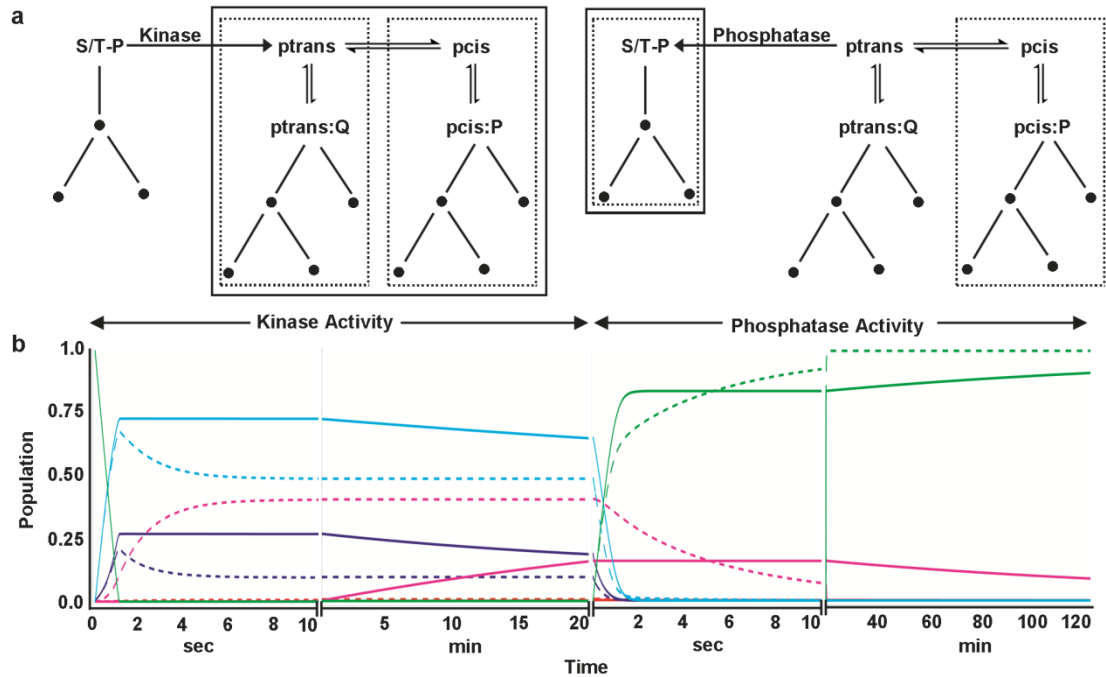 a
S/T-P Kinase ptrans pcis S/T-P Phosphatase ptrans pcis
ptrans:Q pcis:P ptrans:Q pcis:P
Kinase Activity Phosphatase Activity
b
1.0
0.75
0.50
0.25
0.0
Population
0 2 4 6 8 10 5 10 15 20 2 4 6 8 10 40 60 80 100 120
sec min sec min
Time